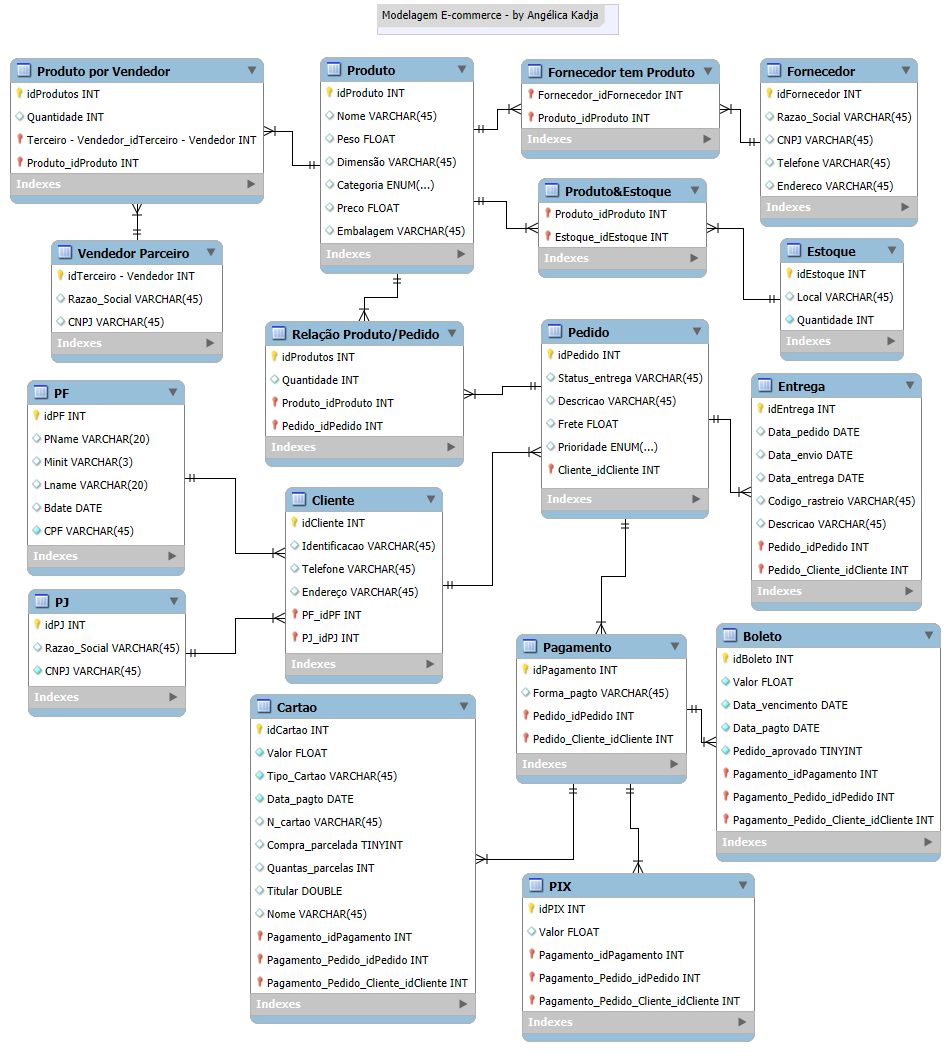 Modelagem E-commerce - by Angélica Kadja
Produto por Vendedor
idProdutos INT
Quantidade INT
Terceiro - Vendedor_idTerceiro - Vendedor INT
Produto_idProduto INT
Indexes
Produto
idProduto INT
Nome VARCHAR(45)
Peso FLOAT
Dimensão VARCHAR(45)
Categoria ENUM(...)
Preco FLOAT
Embalagem VARCHAR(45)
Indexes
Fornecedor tem Produto
Fornecedor_idFornecedor INT
Produto_idProduto INT
Indexes
Fornecedor
idFornecedor INT
Razao_Social VARCHAR(45)
CNPJ VARCHAR(45)
Telefone VARCHAR(45)
Endereco VARCHAR(45)
Indexes
Produto&Estoque
Produto_idProduto INT
Estoque_idEstoque INT
Indexes
Vendedor Parceiro
idTerceiro - Vendedor INT
Razao_Social VARCHAR(45)
CNPJ VARCHAR(45)
Indexes
Estoque
idEstoque INT
Local VARCHAR(45)
Quantidade INT
Indexes
Relação Produto/Pedido
idProdutos INT
Quantidade INT
Produto_idProduto INT
Pedido_idPedido INT
Indexes
Pedido
idPedido INT
Status_entrega VARCHAR(45)
Descricao VARCHAR(45)
Frete FLOAT
Prioridade ENUM(...)
Cliente_idCliente INT
Indexes
Entrega
idEntrega INT
Data_pedido DATE
Data_envio DATE
Data_entrega DATE
Codigo_rastreio VARCHAR(45)
Descricao VARCHAR(45)
Pedido_idPedido INT
Pedido_Cliente_idCliente INT
Indexes
PF
idPF INT
PName VARCHAR(20)
Minit VARCHAR(3)
Lname VARCHAR(20)
Bdate DATE
CPF VARCHAR(45)
Indexes
Cliente
idCliente INT
Identificacao VARCHAR(45)
Telefone VARCHAR(45)
Endereço VARCHAR(45)
PF_idPF INT
PJ_idPJ INT
Indexes
PJ
idPJ INT
Razao_Social VARCHAR(45)
CNPJ VARCHAR(45)
Indexes
Pagamento
idPagamento INT
Forma_pagto VARCHAR(45)
Pedido_idPedido INT
Pedido_Cliente_idCliente INT
Indexes
Boleto
idBoleto INT
Valor FLOAT
Data_vencimento DATE
Data_pagto DATE
Pedido_aprovado TINYINT
Pagamento_idPagamento INT
Pagamento_Pedido_idPedido INT
Pagamento_Pedido_Cliente_idCliente INT
Indexes
Cartao
idCartao INT
Valor FLOAT
Tipo_Cartao VARCHAR(45)
Data_pagto DATE
N_cartao VARCHAR(45)
Compra_parcelada TINYINT
Quantas_parcelas INT
Titular DOUBLE
Nome VARCHAR(45)
Pagamento_idPagamento INT
Pagamento_Pedido_idPedido INT
Pagamento_Pedido_Cliente_idCliente INT
Indexes
PIX
idPIX INT
Valor FLOAT
Pagamento_idPagamento INT
Pagamento_Pedido_idPedido INT
Pagamento_Pedido_Cliente_idCliente INT
Indexes